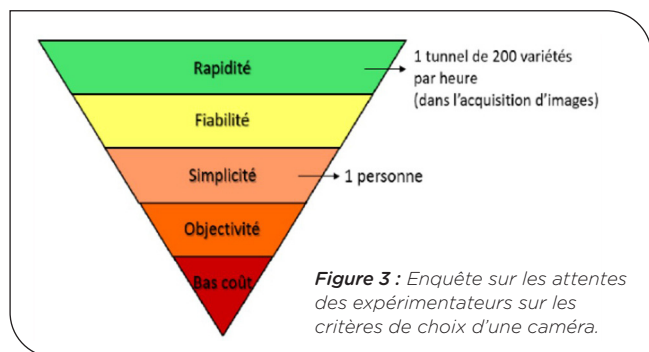 Rapidité
1 tunnel de 200 variétés
par heure
(dans l'acquisition d'images)
Fiabilité
Simplicité
1 personne
Objectivité
Bas coût
Figure 3 : Enquête sur les attentes
des expérimentateurs sur les
critères de choix d'une caméra.